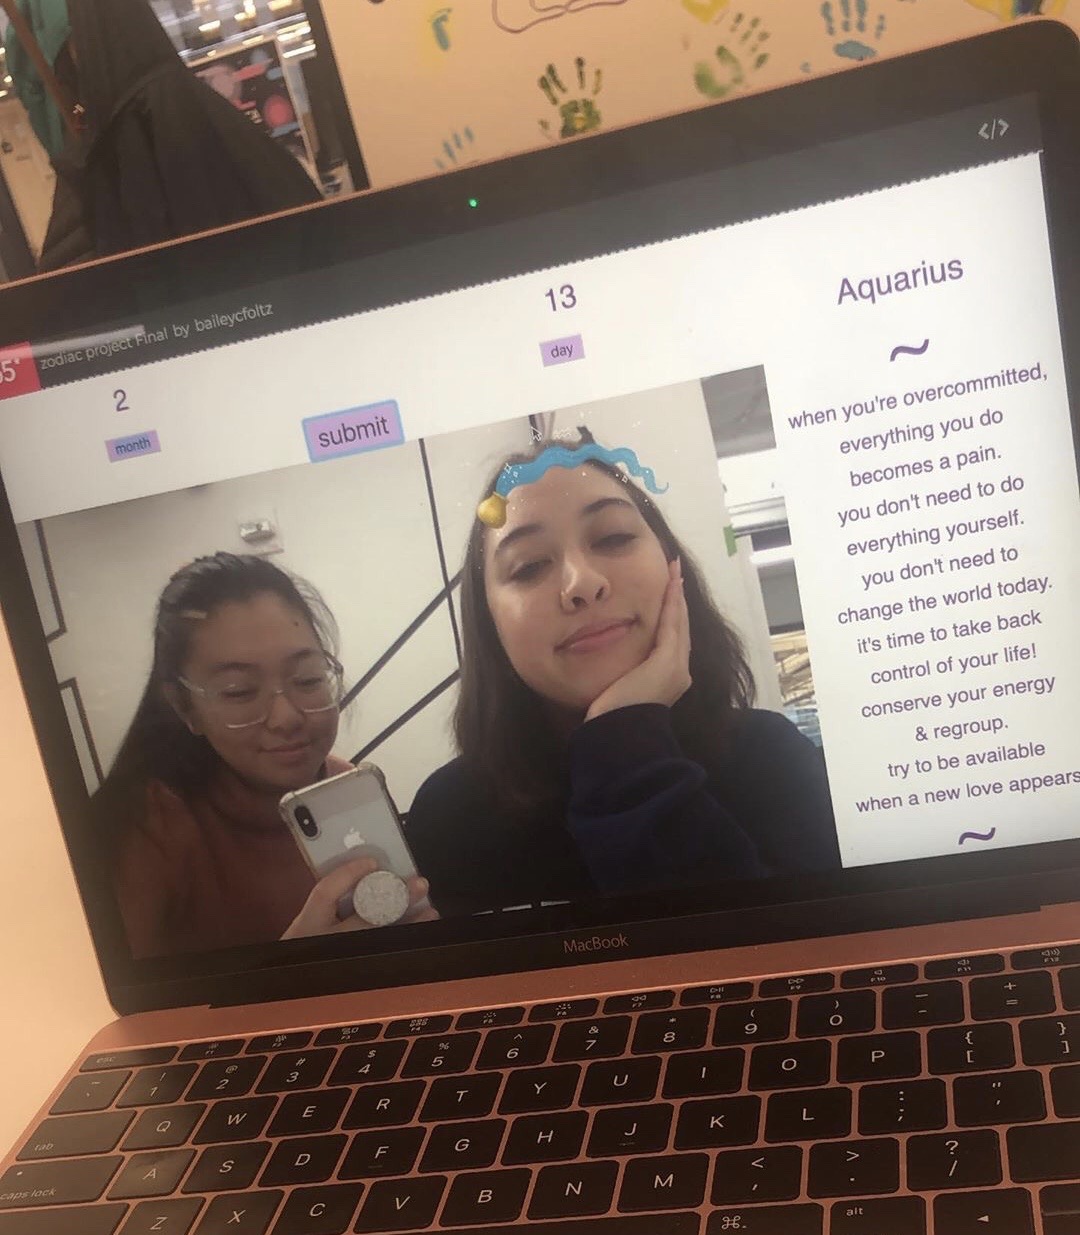 </>
zodiac project Final by baileycfoltz
2
month
submit
13
day
Aquarius
~
when you're overcommitted,
everything you do
becomes a pain.
you don't need to do
everything yourself.
you don't need to
change the world today.
it's time to take back
control of your life!
conserve your energy
& regroup.
try to be available
when a new love appears
~
MacBook
esc F1 F2 F3 F4 F5 F6 F7 F8 F9 F10 F11 F12
~ ! @ # $ % ^ & * ( ) _ +
` 1 2 3 4 5 6 7 8 9 0 - =
tab Q W E R T Y U I O P { [ } ]
caps lock A S D F G H J K L : ; " '
Z X C V B N M < , > . ? /
⌘ alt ◄